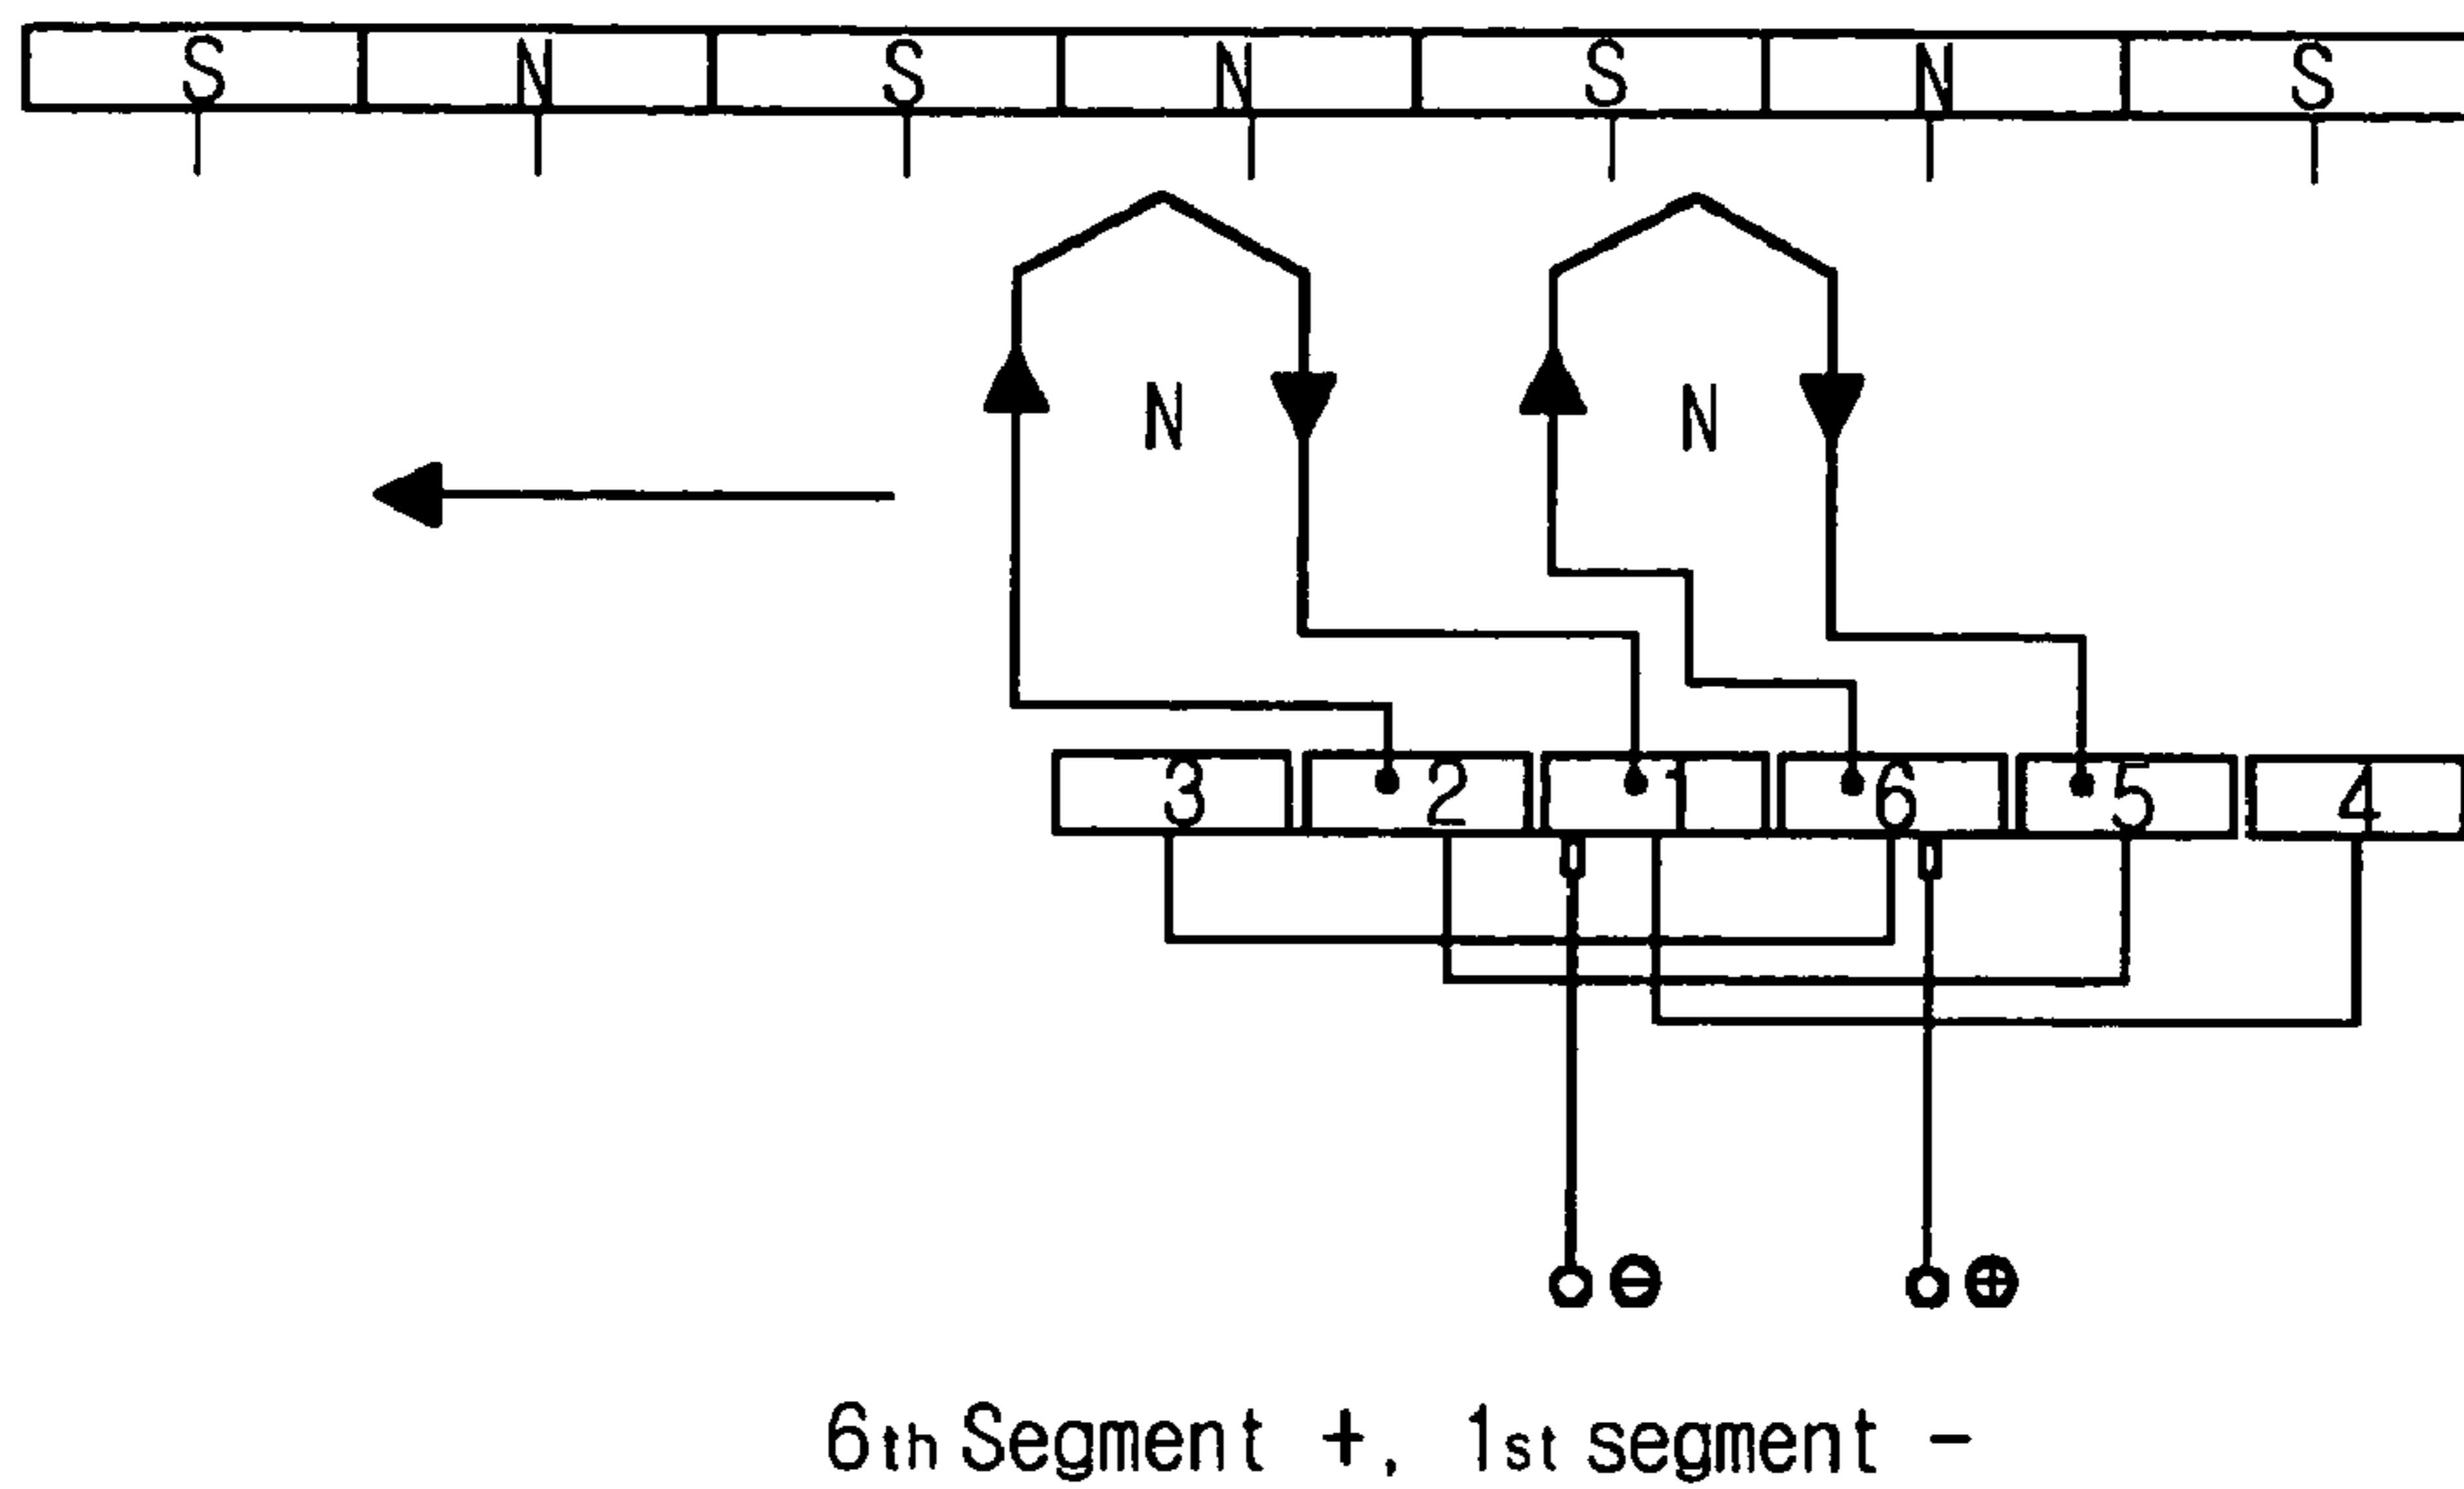 S N S N S N S
N N
3 2 1 6 5 4
⊖ ⊕
6th Segment +, 1st segment −